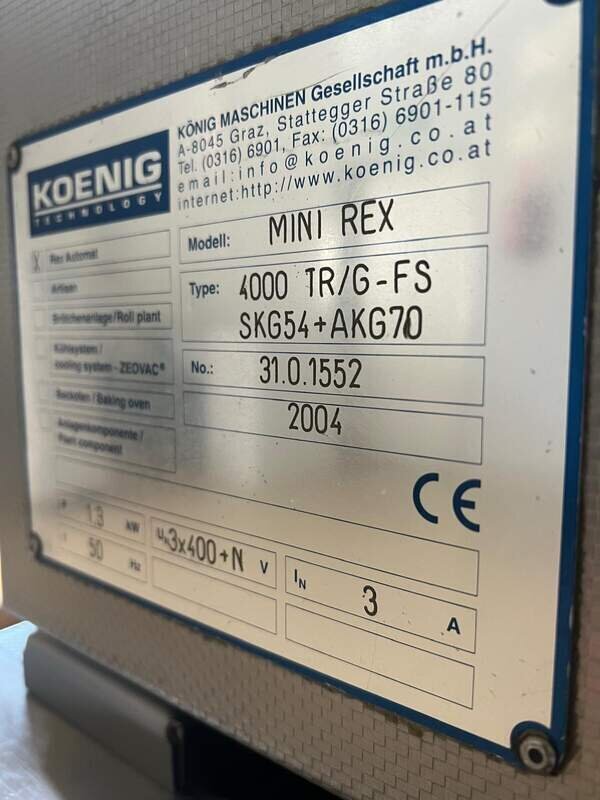 KOENIG
TECHNOLOGY
KÖNIG MASCHINEN Gesellschaft m.b.H.
A-8045 Graz, Stattegger Straße 80
Tel. (0316) 6901, Fax: (0316) 6901-115
email:info@koenig.co.at
internet:http://www.koenig.co.at
X Rex Automat
Artisan
Brötchenanlage/Roll plant
Kühlsystem/
cooling system - ZEOVAC®
Backofen / Baking oven
Anlagenkomponente /
Plant component
Modell: MINI REX
Type: 4000 TR/G-FS
SKG54+AKG70
No.: 31.0.1552
2004
CE
P 1.3 kW
f 50 Hz
UN 3x400+N V
IN 3 A